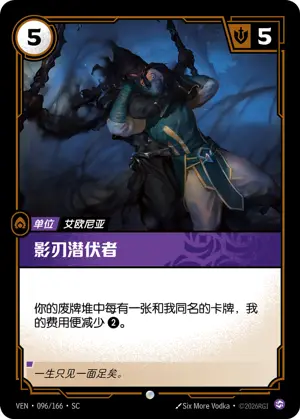 5
5
单位 艾欧尼亚
影刃潜伏者
你的废牌堆中每有一张和我同名的卡牌，我
的费用便减少 2。
一生只见一面足矣。
VEN • 096/166 • SC
Six More Vodka • ©2026RGI